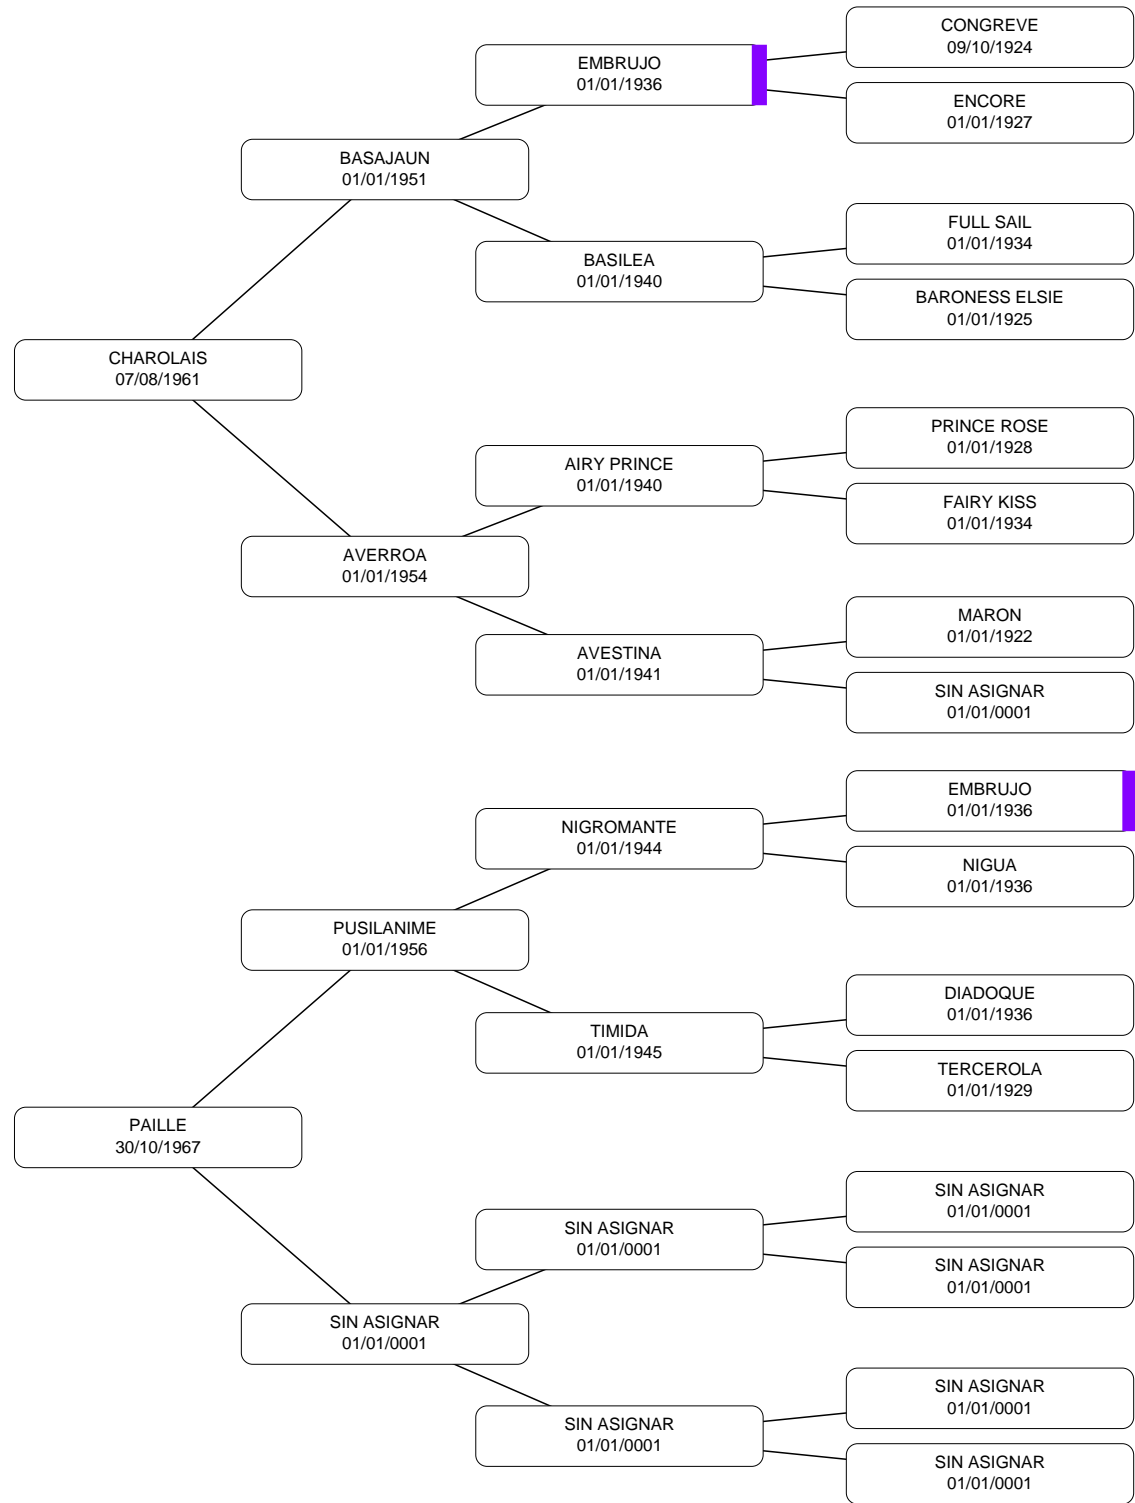 CONGREVE
09/10/1924
EMBRUJO
01/01/1936
ENCORE
01/01/1927
BASAJAUN
01/01/1951
FULL SAIL
01/01/1934
BASILEA
01/01/1940
BARONESS ELSIE
01/01/1925
CHAROLAIS
07/08/1961
PRINCE ROSE
01/01/1928
AIRY PRINCE
01/01/1940
FAIRY KISS
01/01/1934
AVERROA
01/01/1954
MARON
01/01/1922
AVESTINA
01/01/1941
SIN ASIGNAR
01/01/0001
EMBRUJO
01/01/1936
NIGROMANTE
01/01/1944
NIGUA
01/01/1936
PUSILANIME
01/01/1956
DIADOQUE
01/01/1936
TIMIDA
01/01/1945
TERCEROLA
01/01/1929
PAILLE
30/10/1967
SIN ASIGNAR
01/01/0001
SIN ASIGNAR
01/01/0001
SIN ASIGNAR
01/01/0001
SIN ASIGNAR
01/01/0001
SIN ASIGNAR
01/01/0001
SIN ASIGNAR
01/01/0001
SIN ASIGNAR
01/01/0001